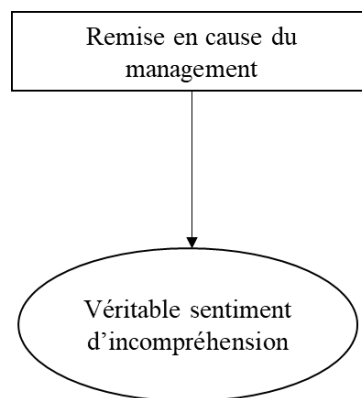 Remise en cause du
management
Véritable sentiment
d’incompréhension